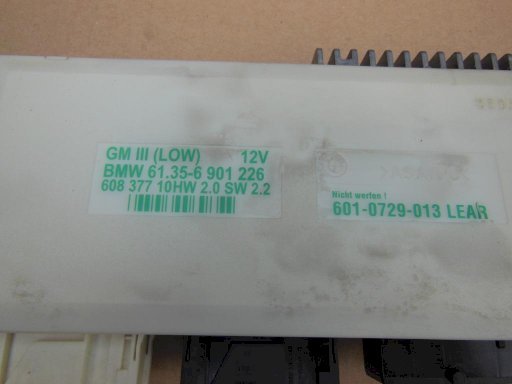 GM III (LOW) 12V
BMW 61.35-6 901 226
608 377 10HW 2.0 SW 2.2
Nicht werfen !
601-0729-013 LEAR